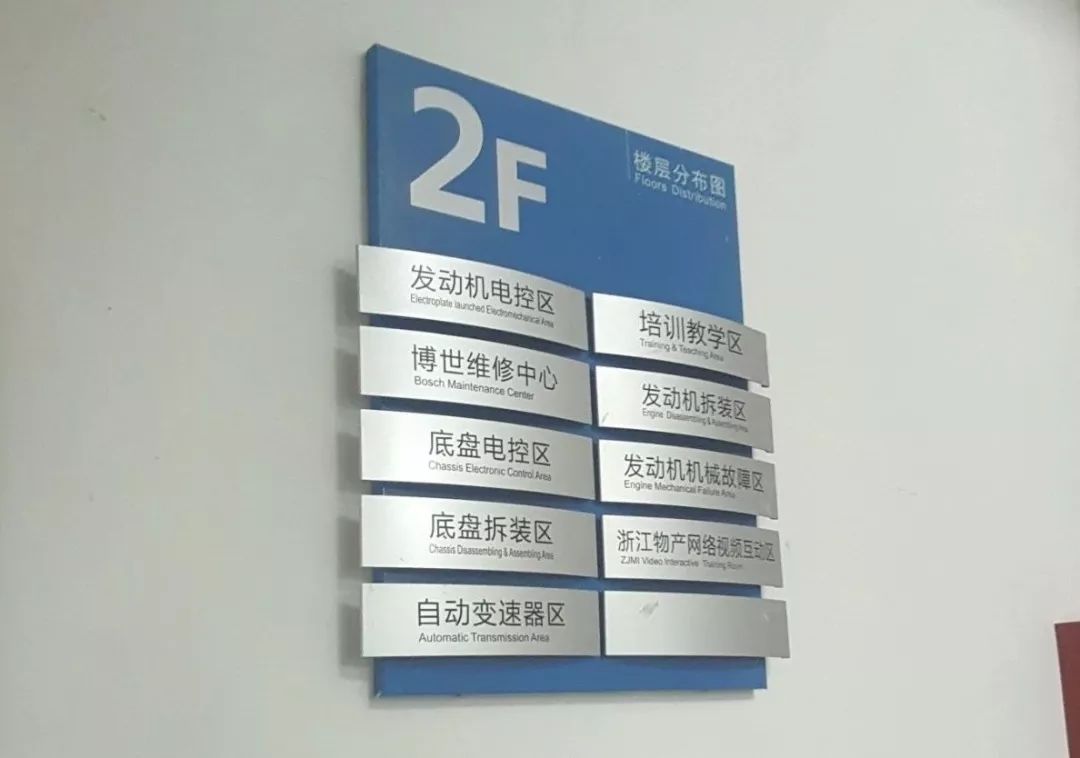 2F
楼层分布图
Floors Distribution
发动机电控区
Electroplate launched Electromechanical Area
博世维修中心
Bosch Maintenance Center
底盘电控区
Chassis Electronic Control Area
底盘拆装区
Chassis Disassembling & Assembling Area
自动变速器区
Automatic Transmission Area
培训教学区
Training & Teaching Area
发动机拆装区
Engine Disassembling & Assembling Area
发动机机械故障区
Engine Mechanical Failure Area
浙江物产网络视频互动区
ZJMI Video Interactive Training Room